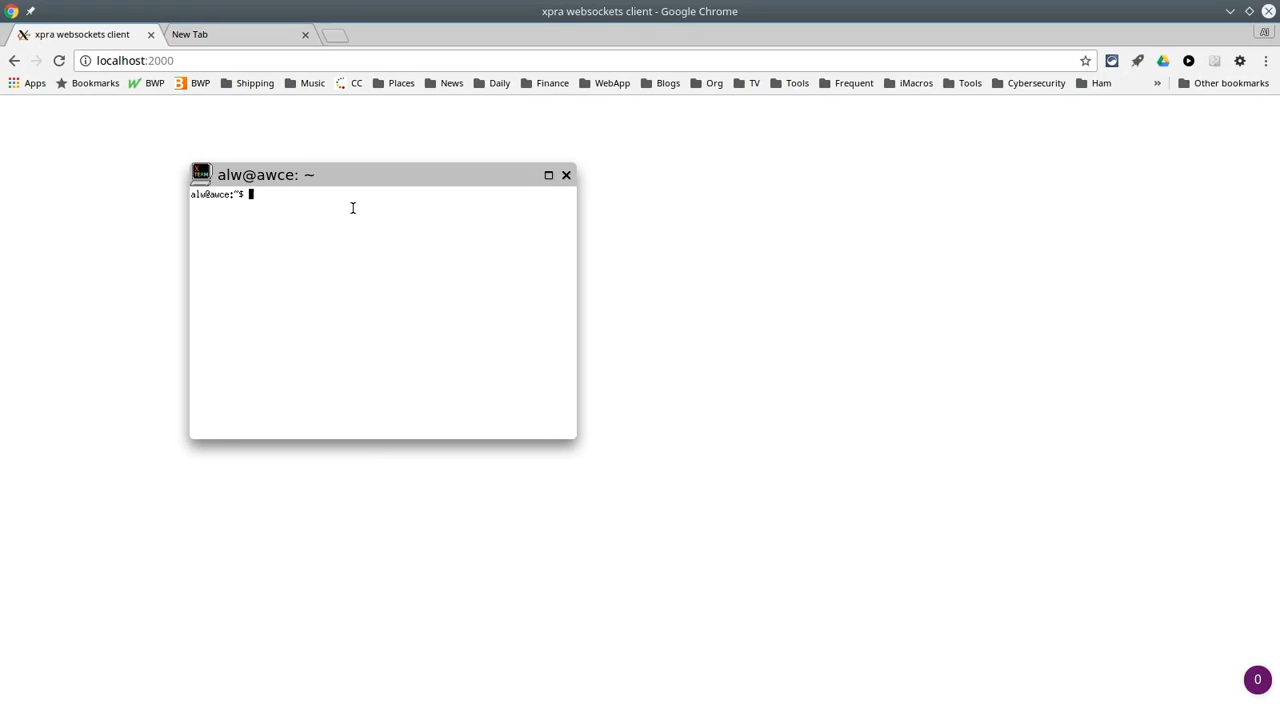 xpra websockets client - Google Chrome
xpra websockets client
New Tab
localhost:2000
Apps Bookmarks BWP BWP Shipping Music CC Places News Daily Finance WebApp Blogs Org TV Tools Frequent iMacros Tools Cybersecurity Ham » Other bookmarks
alw@awce: ~
alw@awce:~$
0